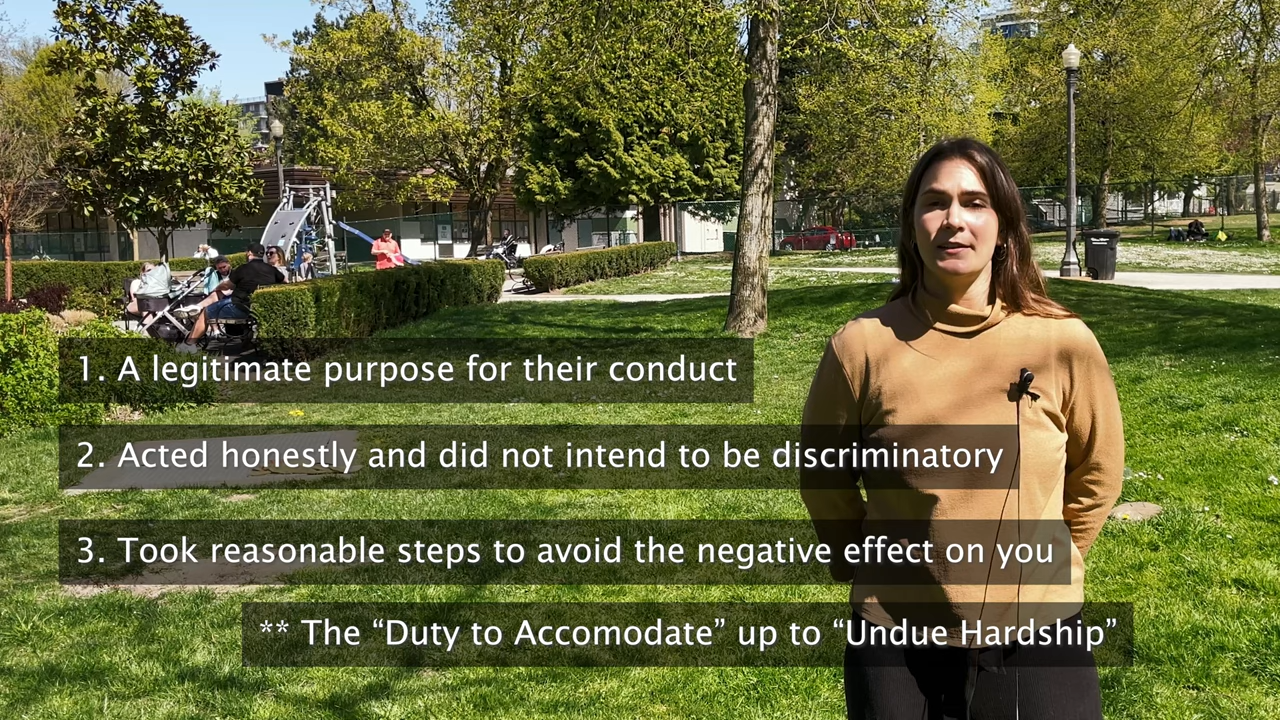 1. A legitimate purpose for their conduct
2. Acted honestly and did not intend to be discriminatory
3. Took reasonable steps to avoid the negative effect on you
** The “Duty to Accomodate” up to “Undue Hardship”